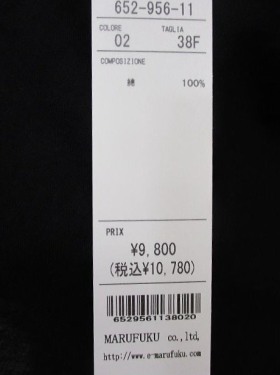 652-956-11
COLORE TAGLIA
02 38F
COMPOSIZIONE
綿 100%
PRIX
¥9,800
(税込¥10,780)
6529561138020
MARUFUKU co.,ltd,
http://www.e-marufuku.com/